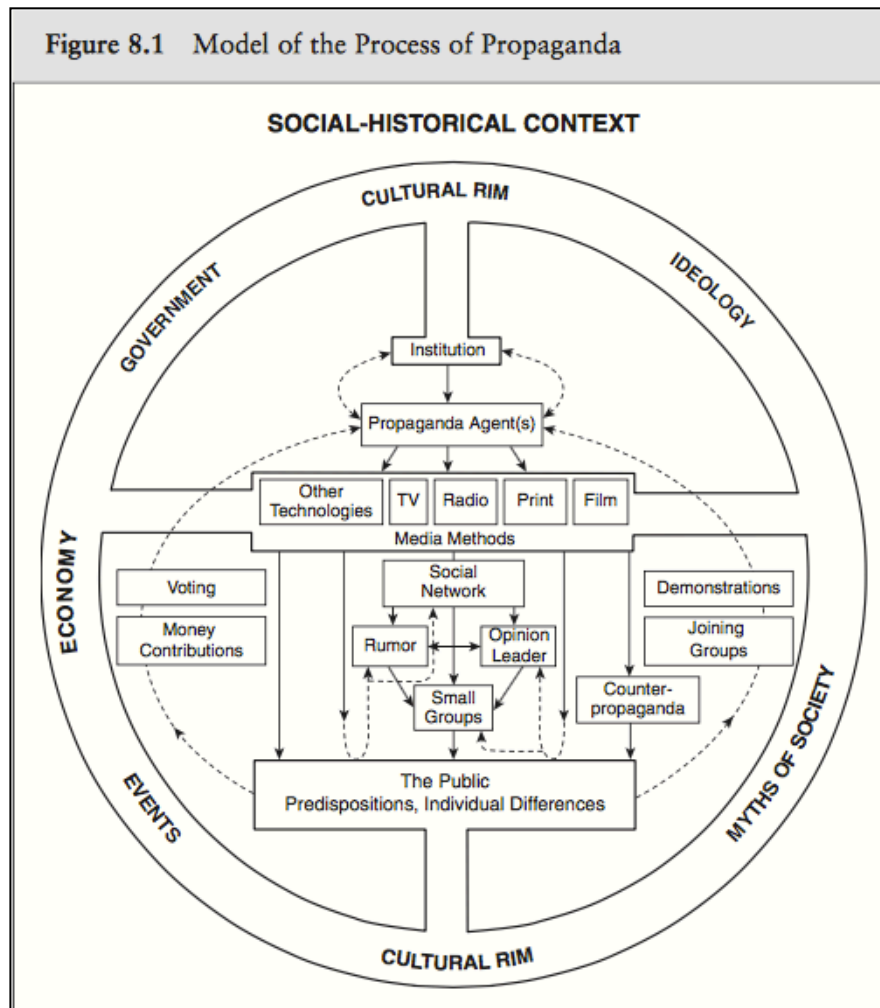 Figure 8.1 Model of the Process of Propaganda
SOCIAL-HISTORICAL CONTEXT
CULTURAL RIM
GOVERNMENT
IDEOLOGY
Institution
Propaganda Agent(s)
Other
Technologies
TV
Radio
Print
Film
Media Methods
ECONOMY
Voting
Money
Contributions
Social
Network
Rumor
Opinion
Leader
Small
Groups
Demonstrations
Joining
Groups
Counter-
propaganda
The Public
Predispositions, Individual Differences
EVENTS
MYTHS OF SOCIETY
CULTURAL RIM